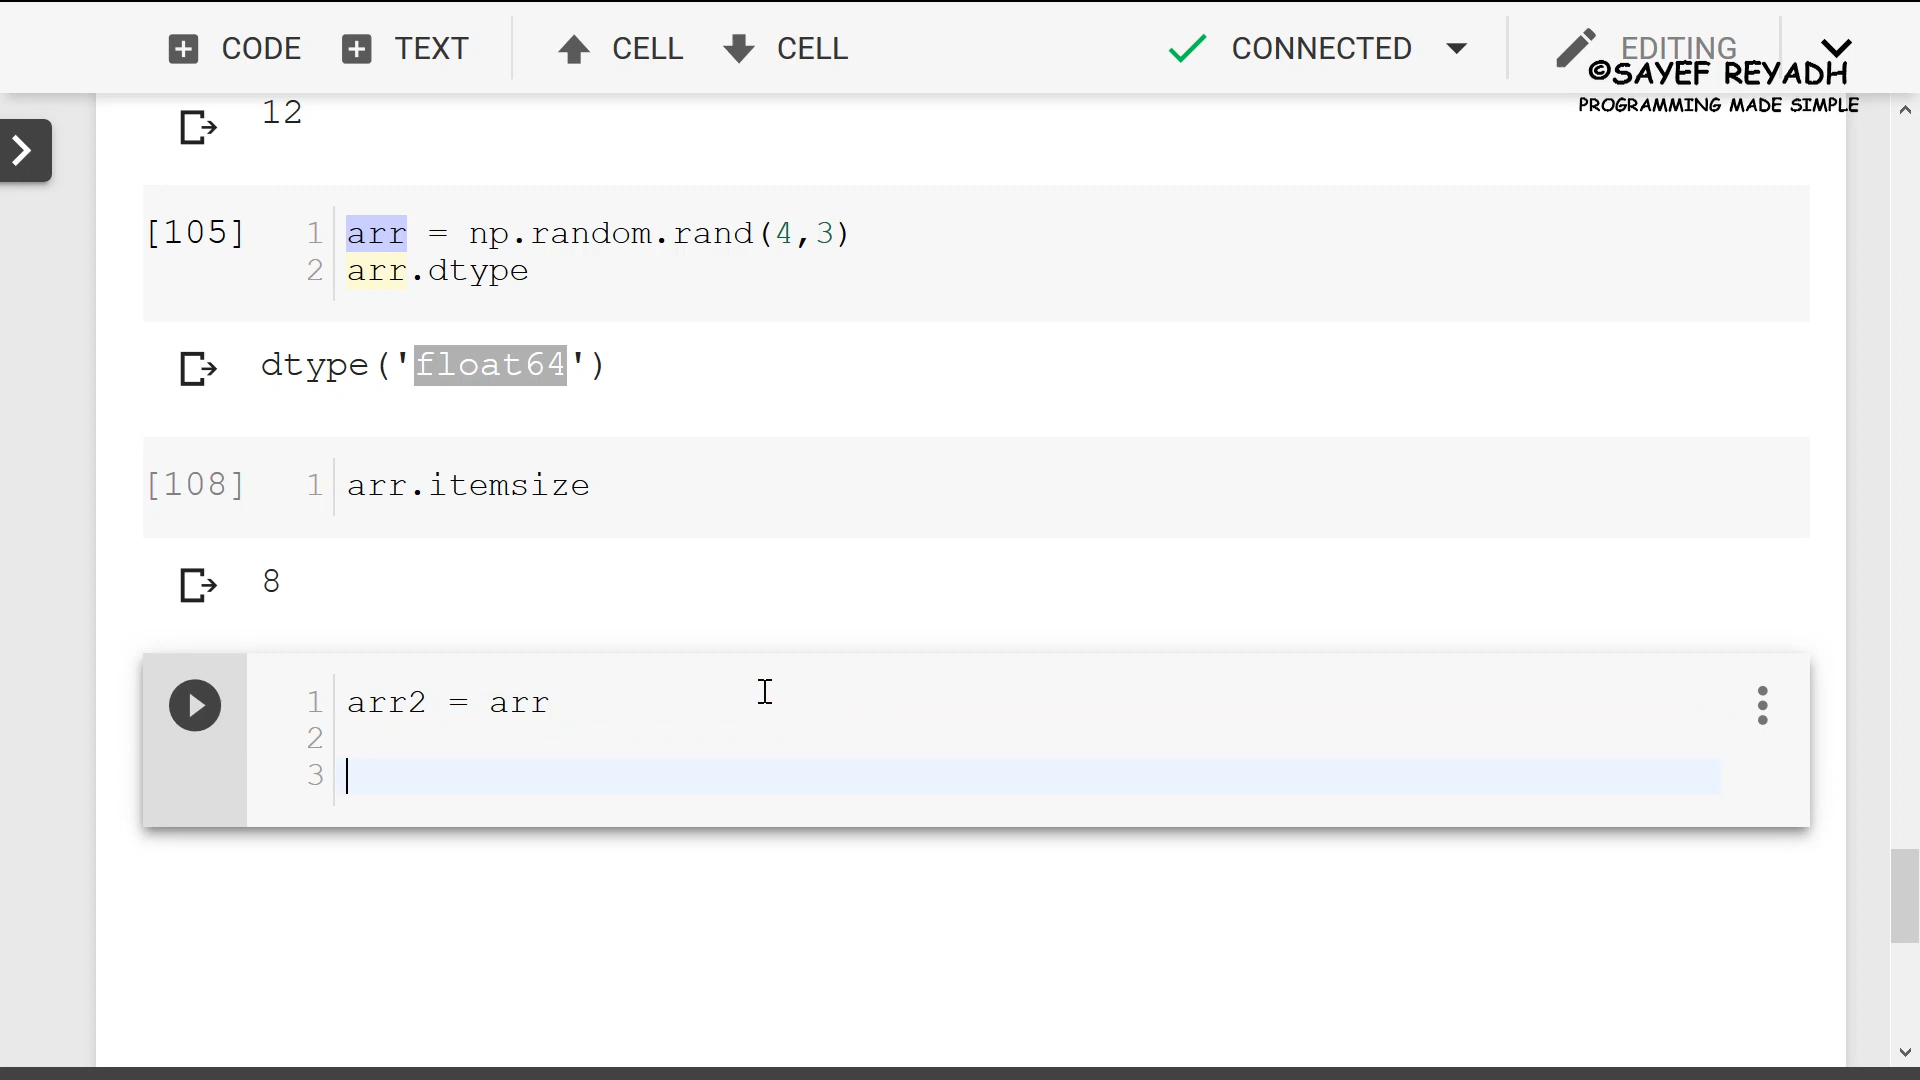 CODE TEXT CELL CELL CONNECTED EDITING
©SAYEF REYADH
PROGRAMMING MADE SIMPLE
12
[105] 1 arr = np.random.rand(4,3)
2 arr.dtype
dtype('float64')
[108] 1 arr.itemsize
8
1 arr2 = arr
2
3